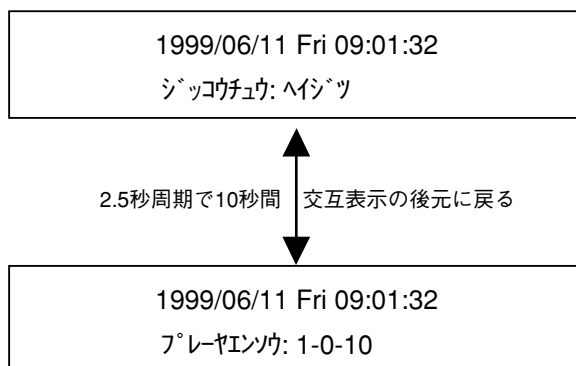 1999/06/11 Fri 09:01:32
ｼﾞｯｺｳﾁｭｳ: ﾍｲｼﾞﾂ
2.5秒周期で10秒間 交互表示の後元に戻る
1999/06/11 Fri 09:01:32
ﾌﾟﾚｰﾔｴﾝｿｳ: 1-0-10